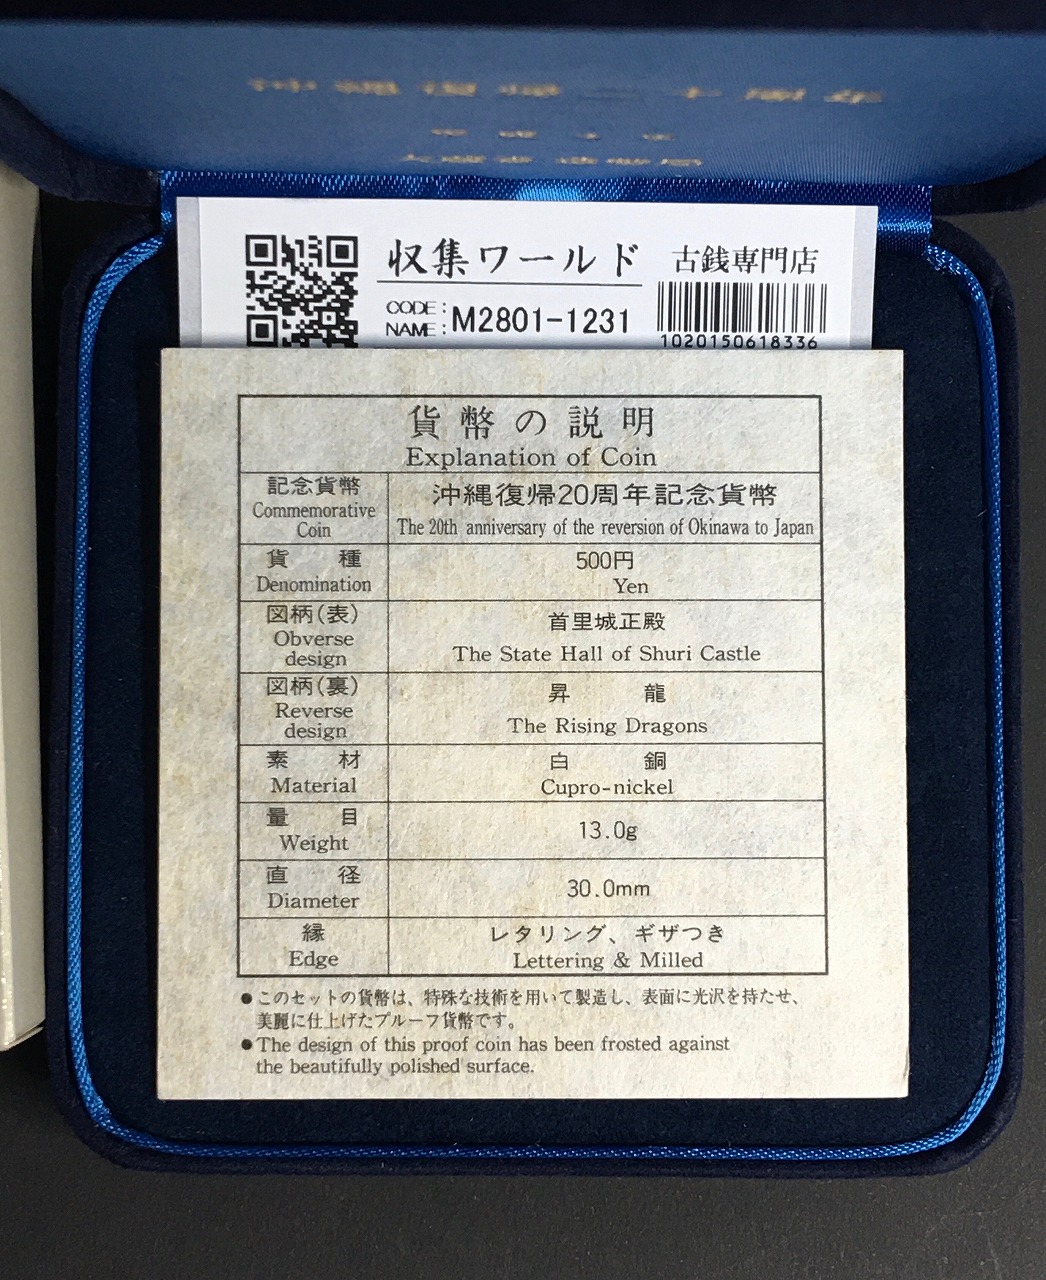 収集ワールド 古銭専門店
CODE:
NAME: M2801-1231
1020150618336
貨幣の説明
Explanation of Coin
記念貨幣
Commemorative
Coin
沖縄復帰20周年記念貨幣
The 20th anniversary of the reversion of Okinawa to Japan
貨種
Denomination
500円
Yen
図柄(表)
Obverse
design
首里城正殿
The State Hall of Shuri Castle
図柄(裏)
Reverse
design
昇龍
The Rising Dragons
素材
Material
白銅
Cupro-nickel
量目
Weight
13.0g
直径
Diameter
30.0mm
縁
Edge
レタリング、ギザつき
Lettering & Milled
●このセットの貨幣は、特殊な技術を用いて製造し、表面に光沢を持たせ、
美麗に仕上げたプルーフ貨幣です。
●The design of this proof coin has been frosted against
the beautifully polished surface.